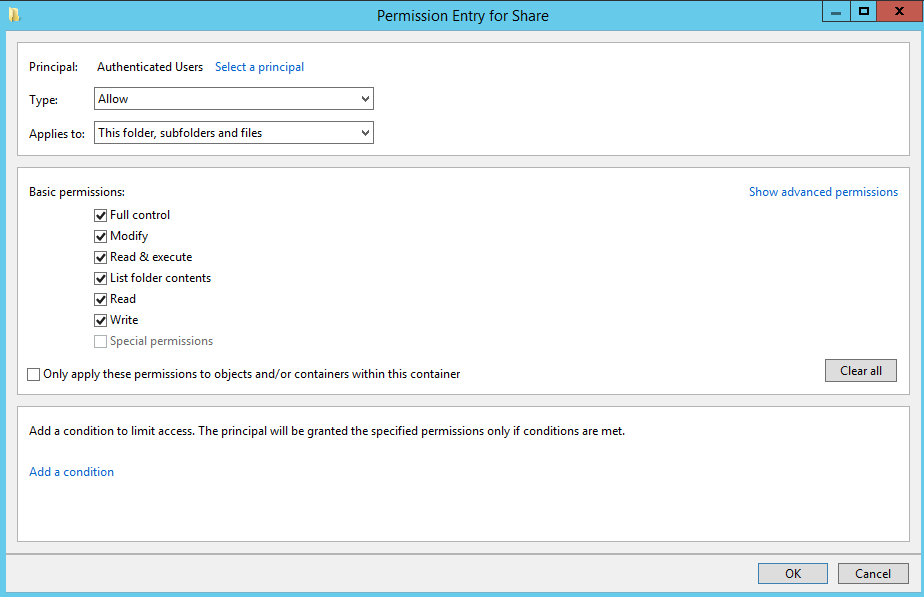 Permission Entry for Share
Principal: Authenticated Users Select a principal
Type: Allow
Applies to: This folder, subfolders and files
Basic permissions: Show advanced permissions
Full control
Modify
Read & execute
List folder contents
Read
Write
Special permissions
Only apply these permissions to objects and/or containers within this container Clear all
Add a condition to limit access. The principal will be granted the specified permissions only if conditions are met.
Add a condition
OK Cancel